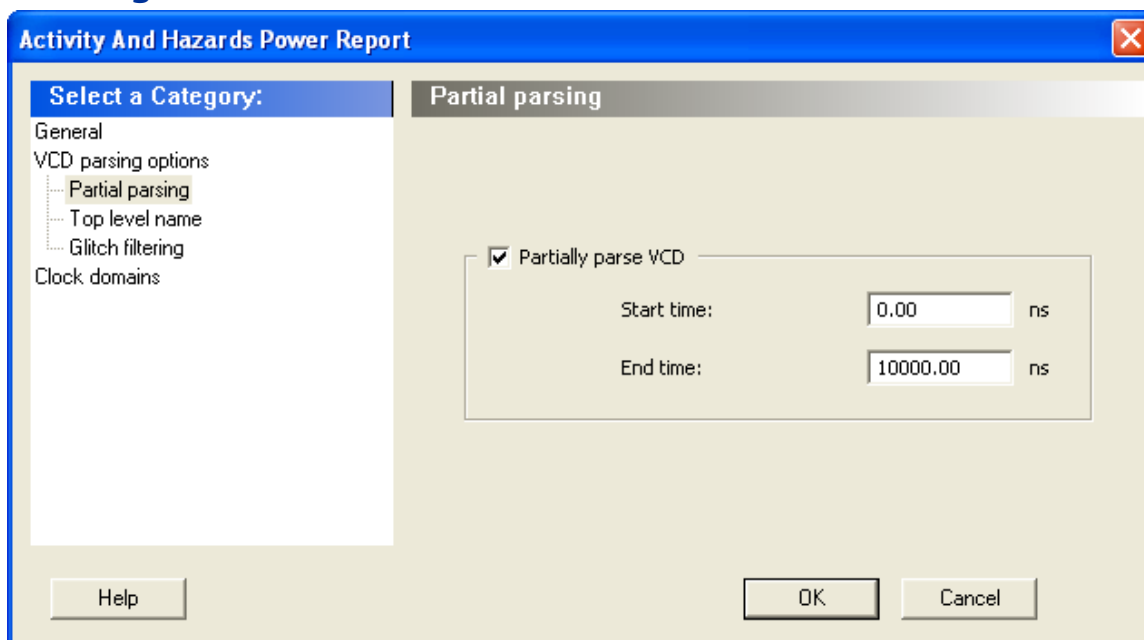 Activity And Hazards Power Report
Select a Category:
General
VCD parsing options
Partial parsing
Top level name
Glitch filtering
Clock domains
Partial parsing
Partially parse VCD
Start time: 0.00 ns
End time: 10000.00 ns
Help OK Cancel